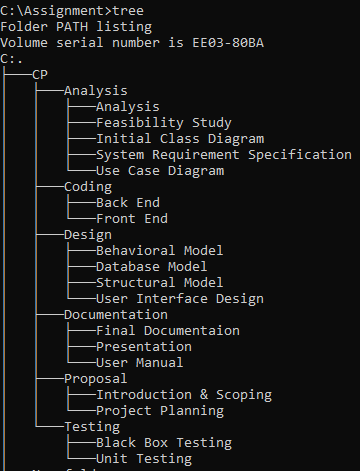 C:\Assignment>tree
Folder PATH listing
Volume serial number is EE03-80BA
C:.
├───CP
│   ├───Analysis
│   │   ├───Analysis
│   │   ├───Feasibility Study
│   │   ├───Initial Class Diagram
│   │   ├───System Requirement Specification
│   │   └───Use Case Diagram
│   ├───Coding
│   │   ├───Back End
│   │   └───Front End
│   ├───Design
│   │   ├───Behavioral Model
│   │   ├───Database Model
│   │   ├───Structural Model
│   │   └───User Interface Design
│   ├───Documentation
│   │   ├───Final Documentaion
│   │   ├───Presentation
│   │   └───User Manual
│   ├───Proposal
│   │   ├───Introduction & Scoping
│   │   └───Project Planning
│   └───Testing
│       ├───Black Box Testing
│       └───Unit Testing